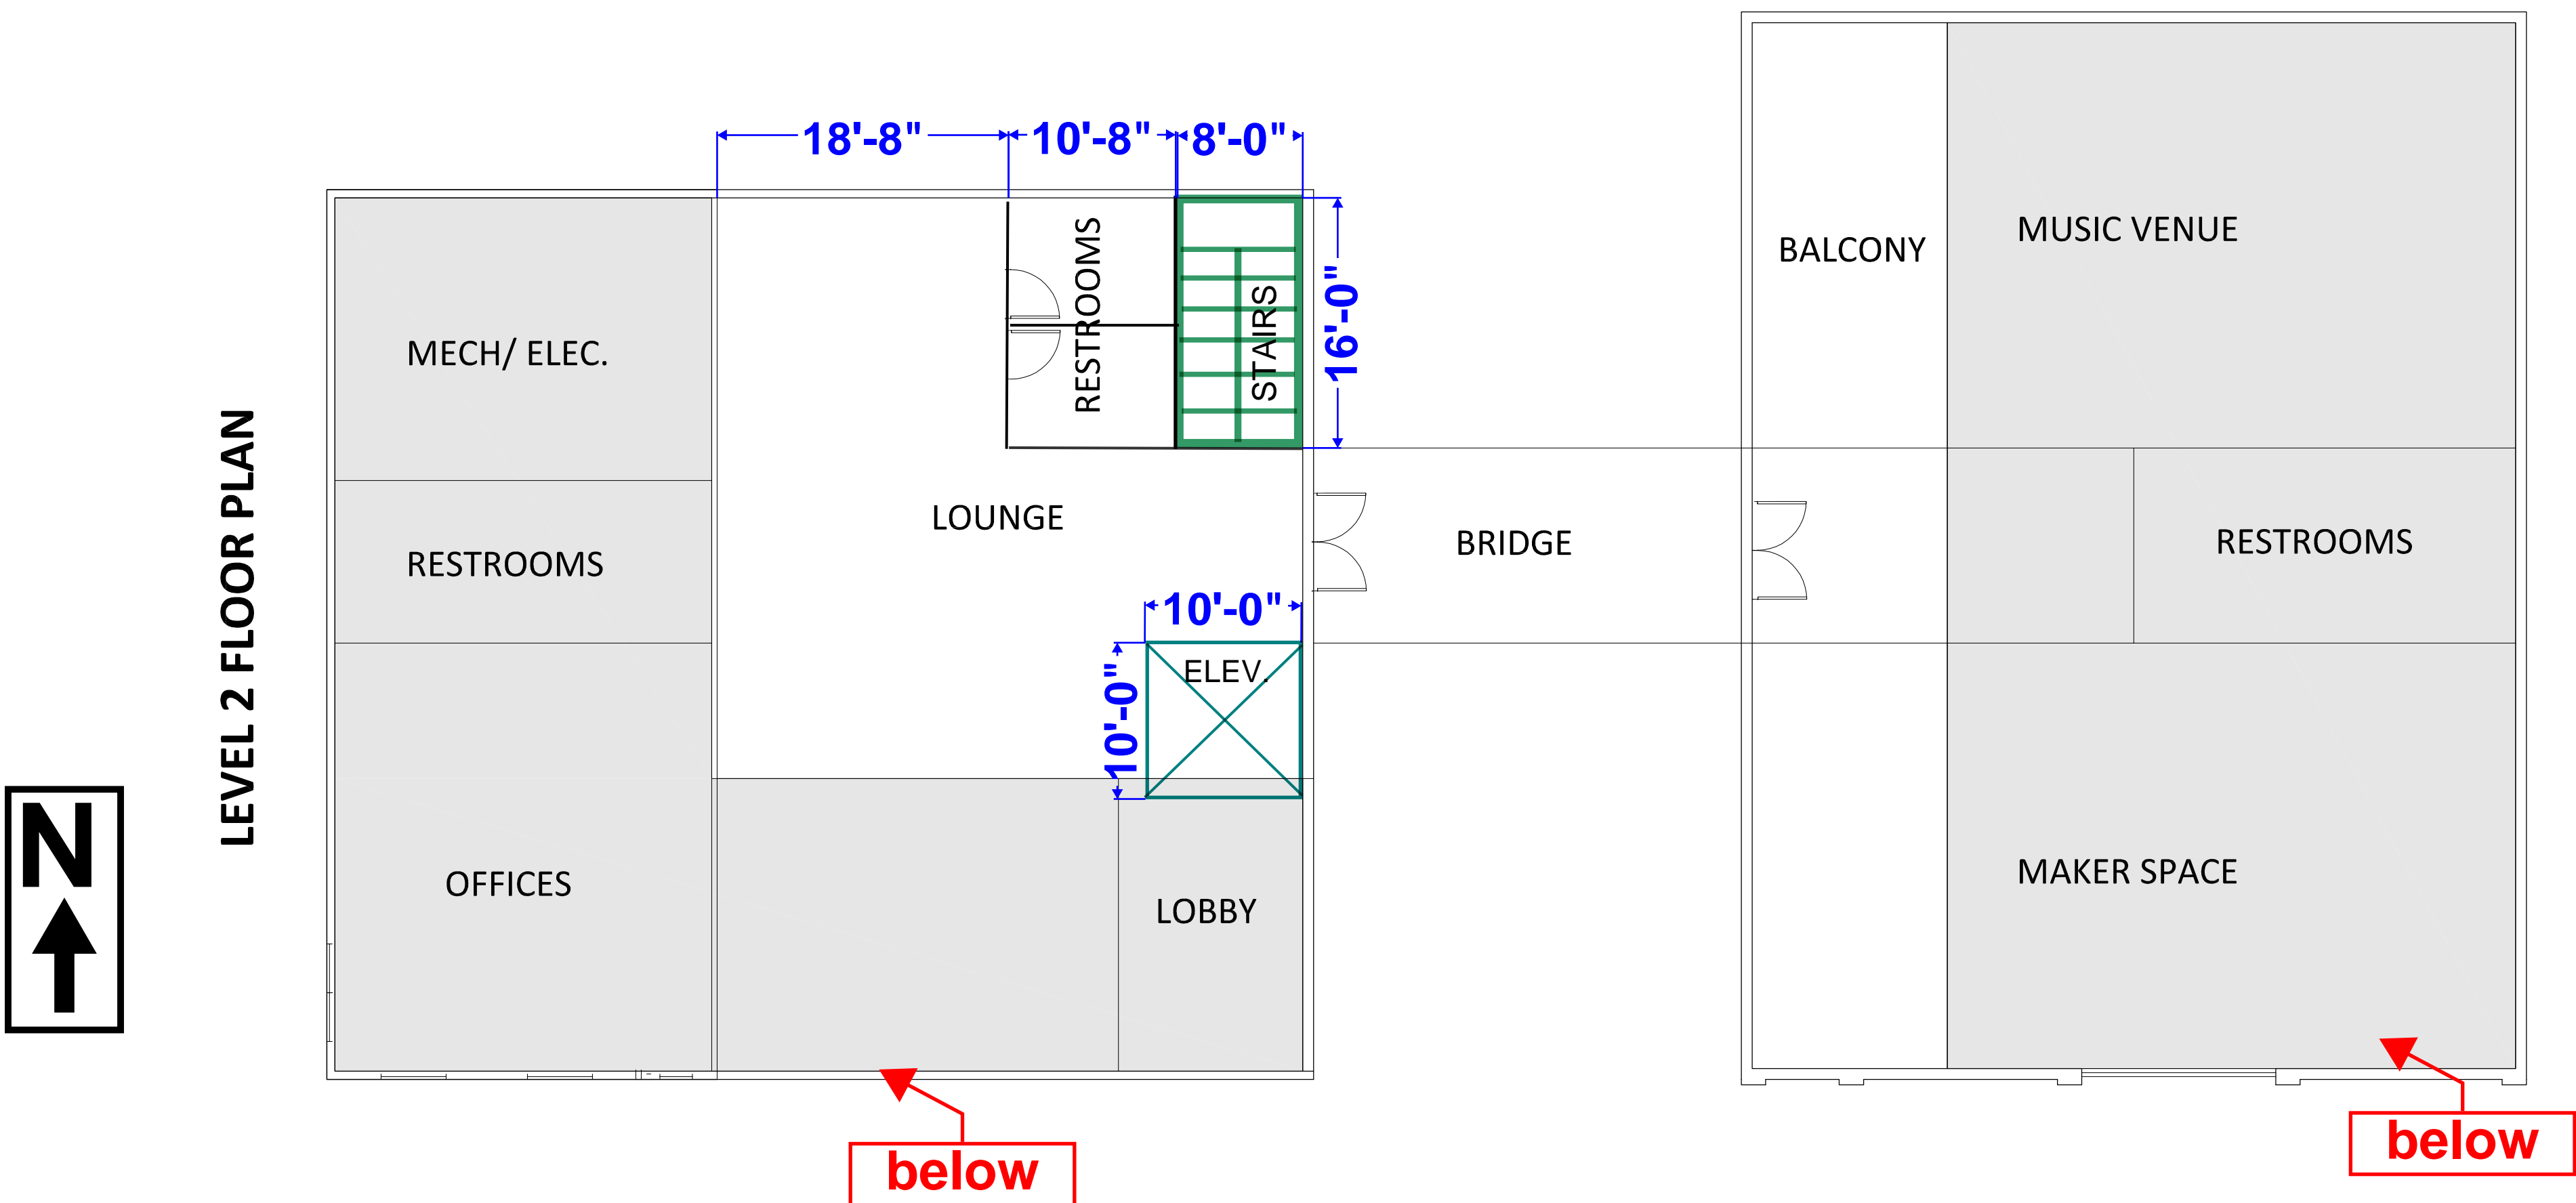 18'-8"
10'-8"
8'-0"
RESTROOMS
STAIRS
16'-0"
BALCONY
MUSIC VENUE
MECH/ ELEC.
LEVEL 2 FLOOR PLAN
LOUNGE
BRIDGE
RESTROOMS
RESTROOMS
10'-0"
10'-0"
ELEV.
N
OFFICES
LOBBY
MAKER SPACE
below
below